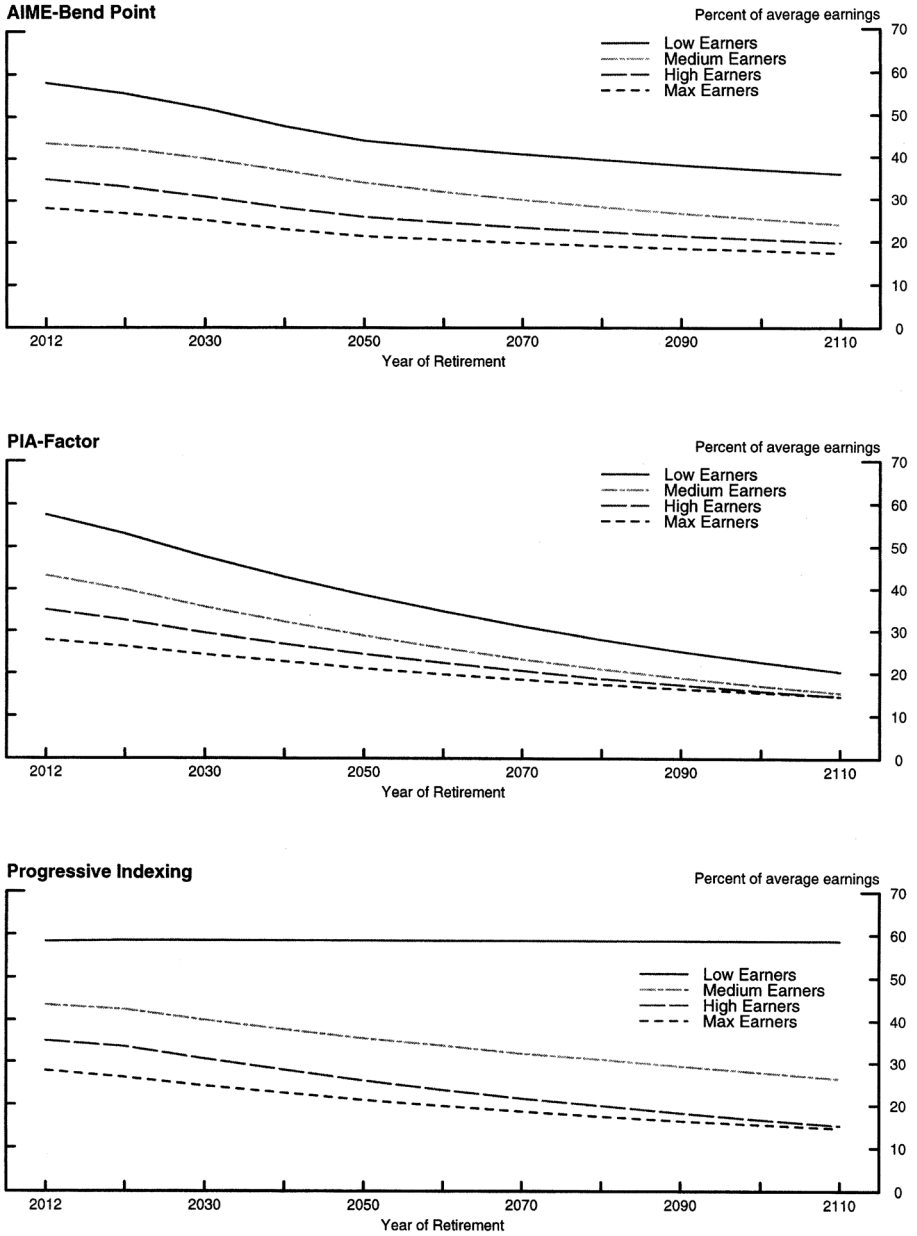 AIME-Bend Point
Percent of average earnings
Low Earners
Medium Earners
High Earners
Max Earners
70
60
50
40
30
20
10
0
2012
2030
2050
2070
2090
2110
Year of Retirement
PIA-Factor
Percent of average earnings
Low Earners
Medium Earners
High Earners
Max Earners
70
60
50
40
30
20
10
0
2012
2030
2050
2070
2090
2110
Year of Retirement
Progressive Indexing
Percent of average earnings
Low Earners
Medium Earners
High Earners
Max Earners
70
60
50
40
30
20
10
0
2012
2030
2050
2070
2090
2110
Year of Retirement